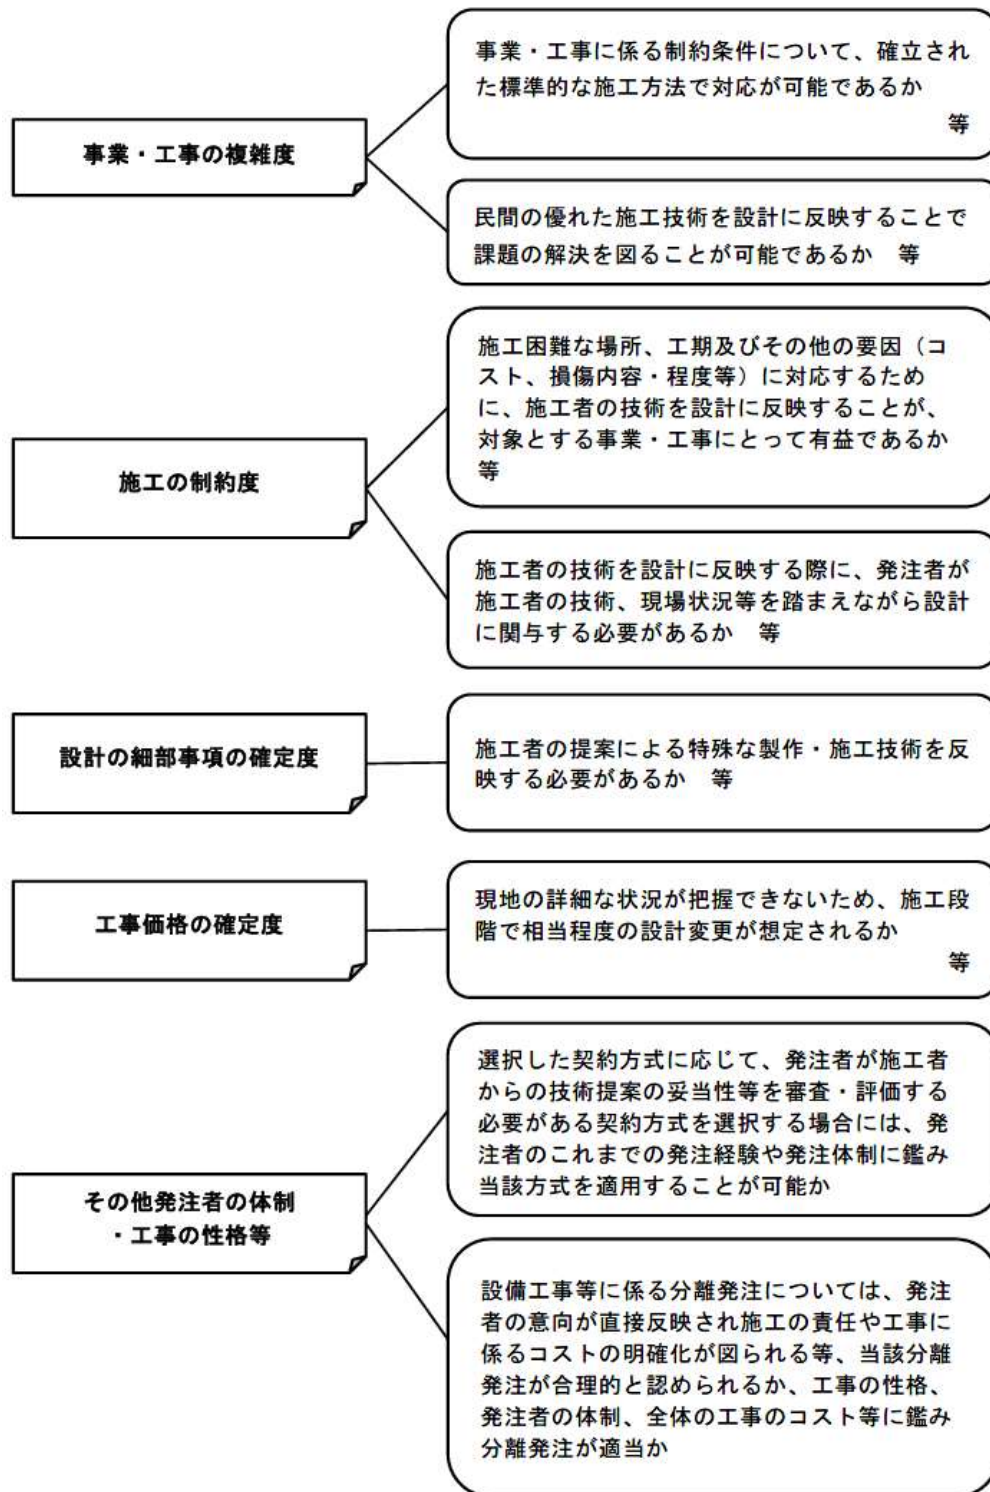 事業・工事の複雑度
事業・工事に係る制約条件について、確立され
た標準的な施工方法で対応が可能であるか
等
民間の優れた施工技術を設計に反映することで
課題の解決を図ることが可能であるか　等
施工の制約度
施工困難な場所、工期及びその他の要因（コ
スト、損傷内容・程度等）に対応するため
に、施工者の技術を設計に反映することが、
対象とする事業・工事にとって有益であるか
等
施工者の技術を設計に反映する際に、発注者が
施工者の技術、現場状況等を踏まえながら設計
に関与する必要があるか　等
設計の細部事項の確定度
施工者の提案による特殊な製作・施工技術を反
映する必要があるか　等
工事価格の確定度
現地の詳細な状況が把握できないため、施工段
階で相当程度の設計変更が想定されるか
等
その他発注者の体制
・工事の性格等
選択した契約方式に応じて、発注者が施工者
からの技術提案の妥当性等を審査・評価する
必要がある契約方式を選択する場合には、発
注者のこれまでの発注経験や発注体制に鑑み
当該方式を適用することが可能か
設備工事等に係る分離発注については、発注
者の意向が直接反映され施工の責任や工事に
係るコストの明確化が図られる等、当該分離
発注が合理的と認められるか、工事の性格、
発注者の体制、全体の工事のコスト等に鑑み
分離発注が適当か